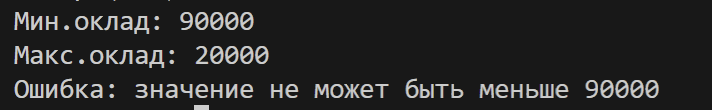 Мин.оклад: 90000
Макс.оклад: 20000
Ошибка: значение не может быть меньше 90000